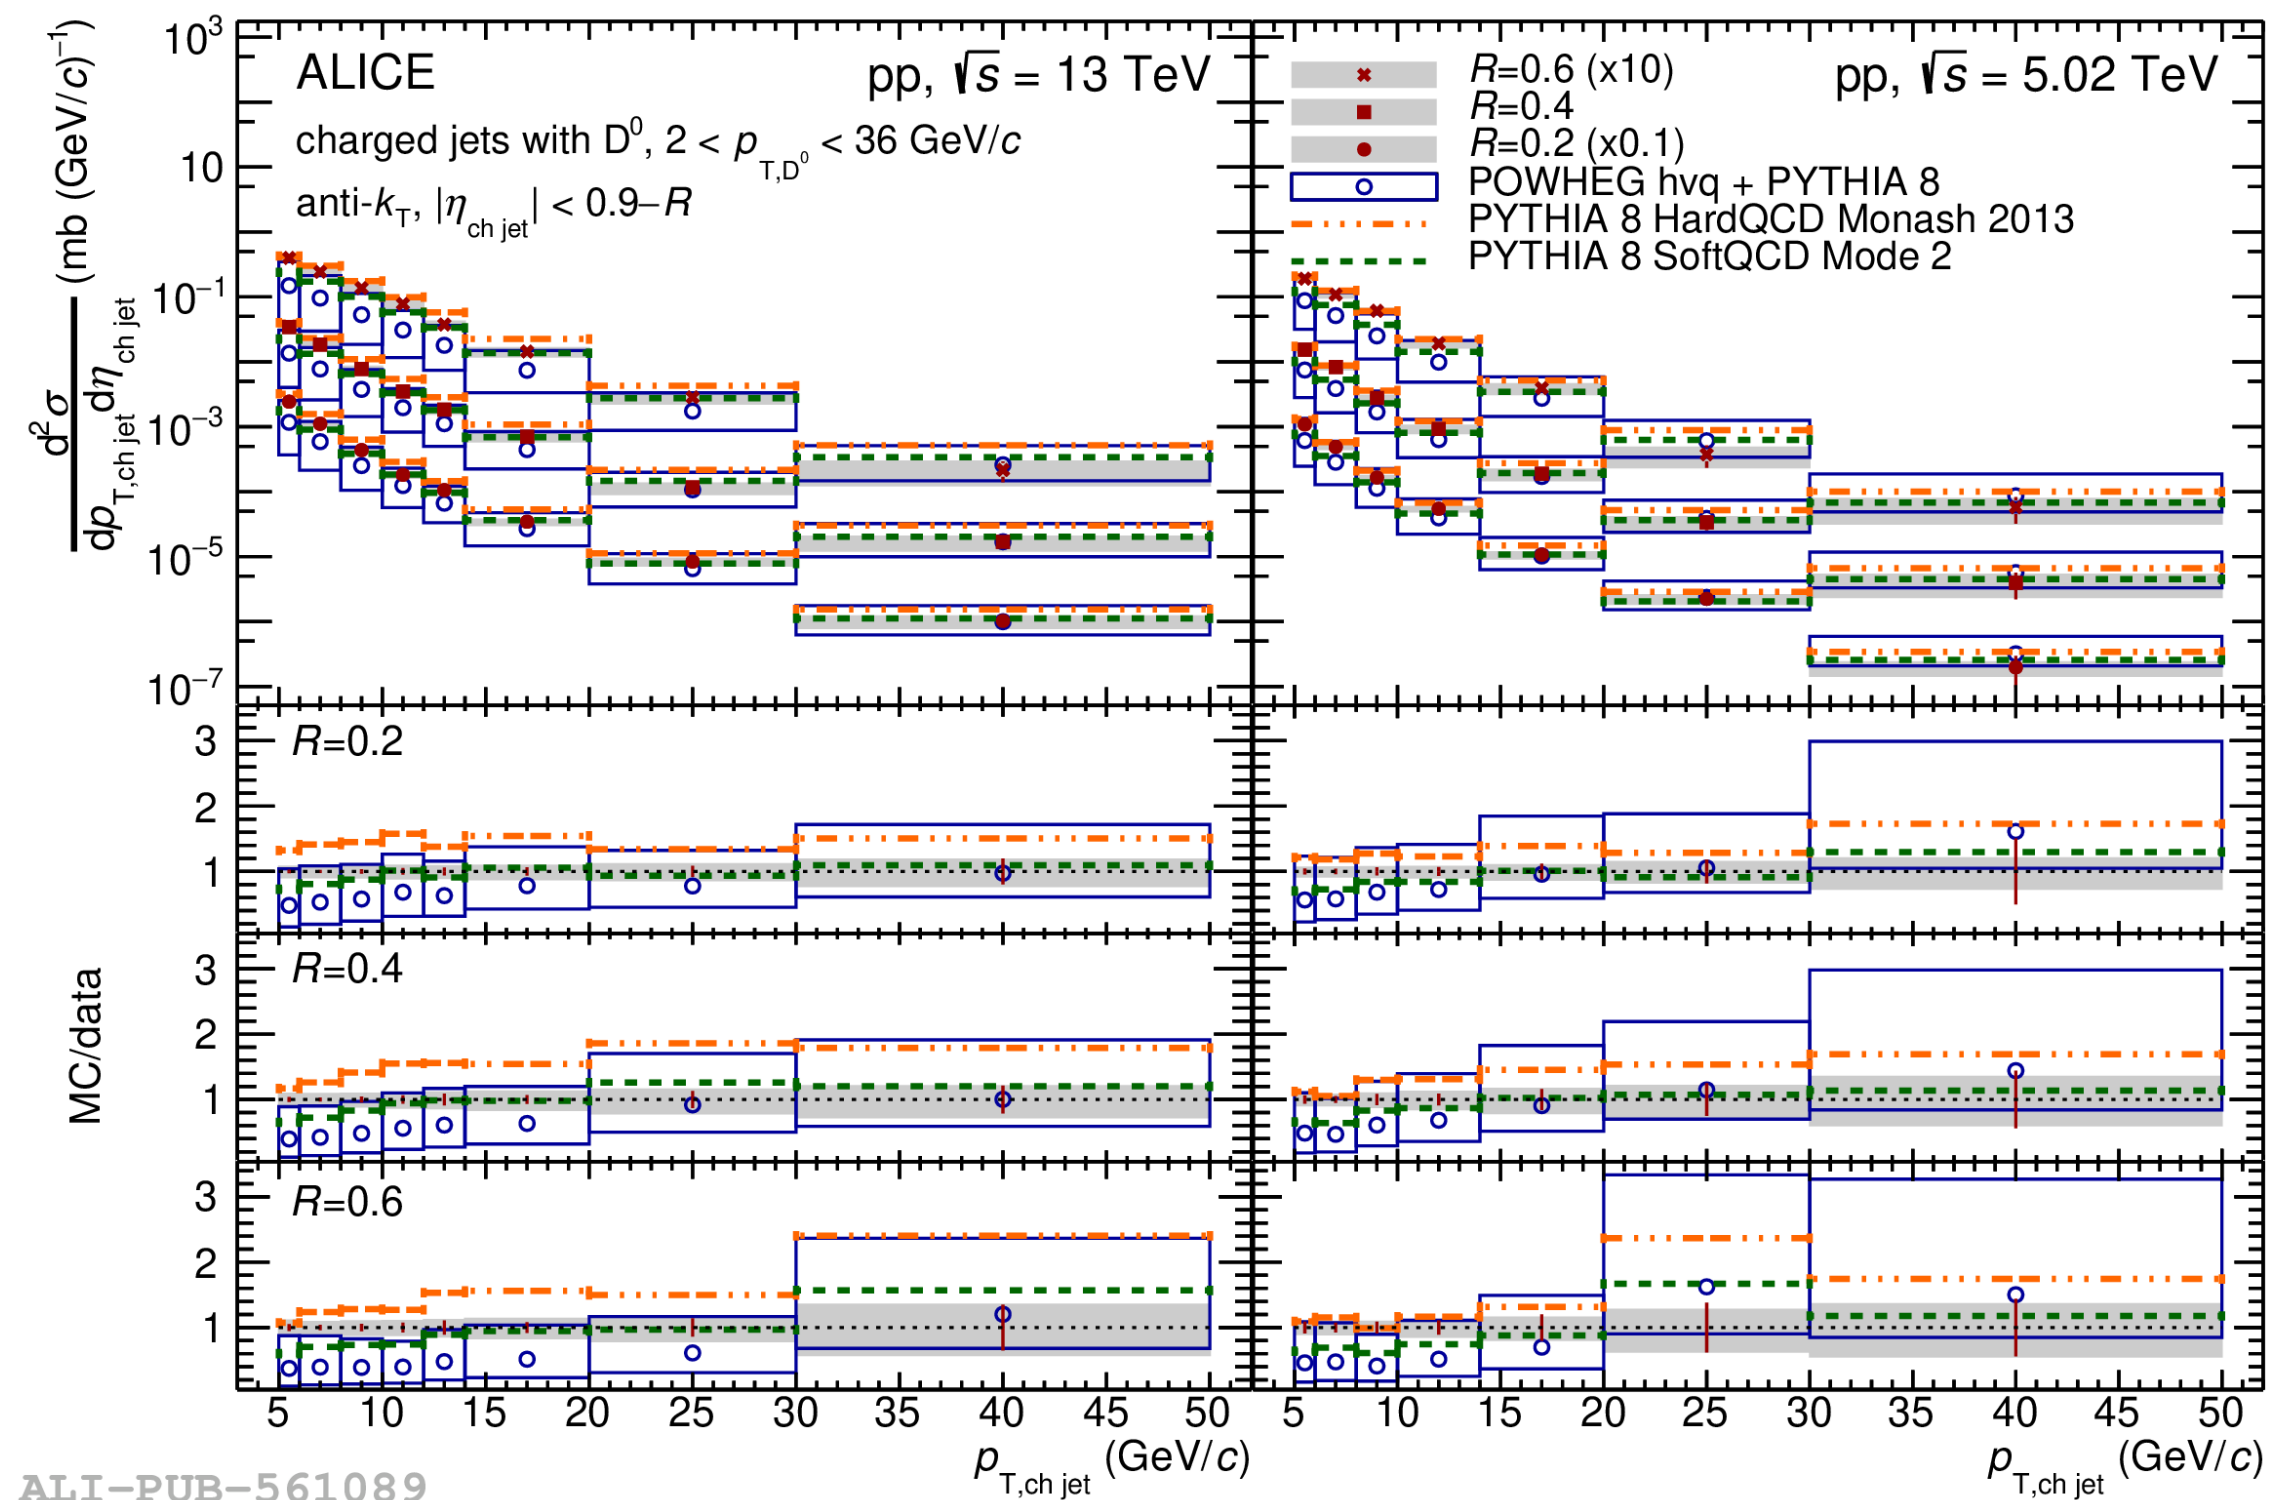 ALICE
pp, √s = 13 TeV
charged jets with D⁰, 2 < p_T,D⁰ < 36 GeV/c
anti-k_T, |η_ch jet| < 0.9–R
pp, √s = 5.02 TeV
R=0.6 (x10)
R=0.4
R=0.2 (x0.1)
POWHEG hvq + PYTHIA 8
PYTHIA 8 HardQCD Monash 2013
PYTHIA 8 SoftQCD Mode 2
d²σ / dp_T,ch jet dη_ch jet (mb (GeV/c)⁻¹)
10³
10
10⁻¹
10⁻³
10⁻⁵
10⁻⁷
R=0.2
3
2
1
R=0.4
3
2
1
R=0.6
3
2
1
MC/data
5 10 15 20 25 30 35 40 45 50
5 10 15 20 25 30 35 40 45 50
p_T,ch jet (GeV/c)
p_T,ch jet (GeV/c)
ALI-PUB-561089